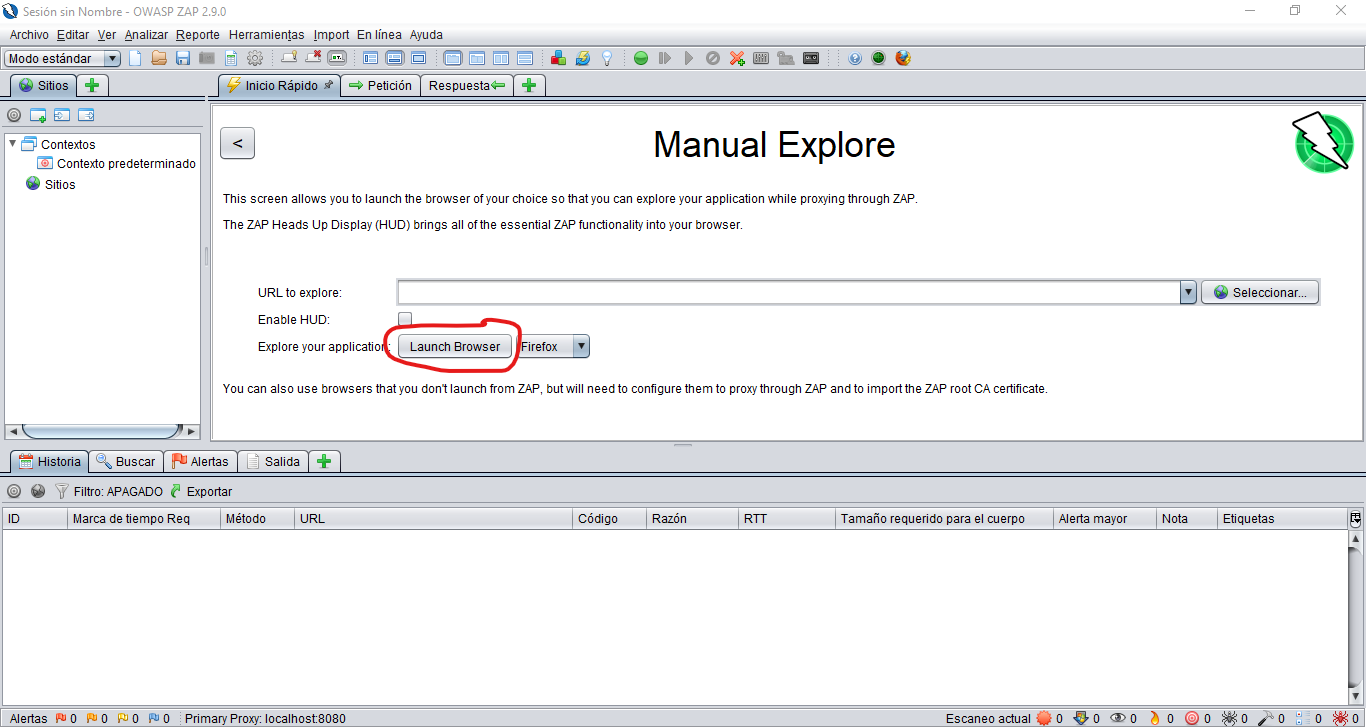 Sesión sin Nombre - OWASP ZAP 2.9.0
Archivo Editar Ver Analizar Reporte Herramientas Import En línea Ayuda
Modo estándar
Sitios
Inicio Rápido Petición Respuesta
Contextos
Contexto predeterminado
Sitios
<
Manual Explore
This screen allows you to launch the browser of your choice so that you can explore your application while proxying through ZAP.
The ZAP Heads Up Display (HUD) brings all of the essential ZAP functionality into your browser.
URL to explore: Seleccionar...
Enable HUD:
Explore your application: Launch Browser Firefox
You can also use browsers that you don't launch from ZAP, but will need to configure them to proxy through ZAP and to import the ZAP root CA certificate.
Historia Buscar Alertas Salida
Filtro: APAGADO Exportar
ID Marca de tiempo Req Método URL Código Razón RTT Tamaño requerido para el cuerpo Alerta mayor Nota Etiquetas
Alertas 0 0 0 0 Primary Proxy: localhost:8080 Escaneo actual 0 0 0 0 0 0 0 0 0